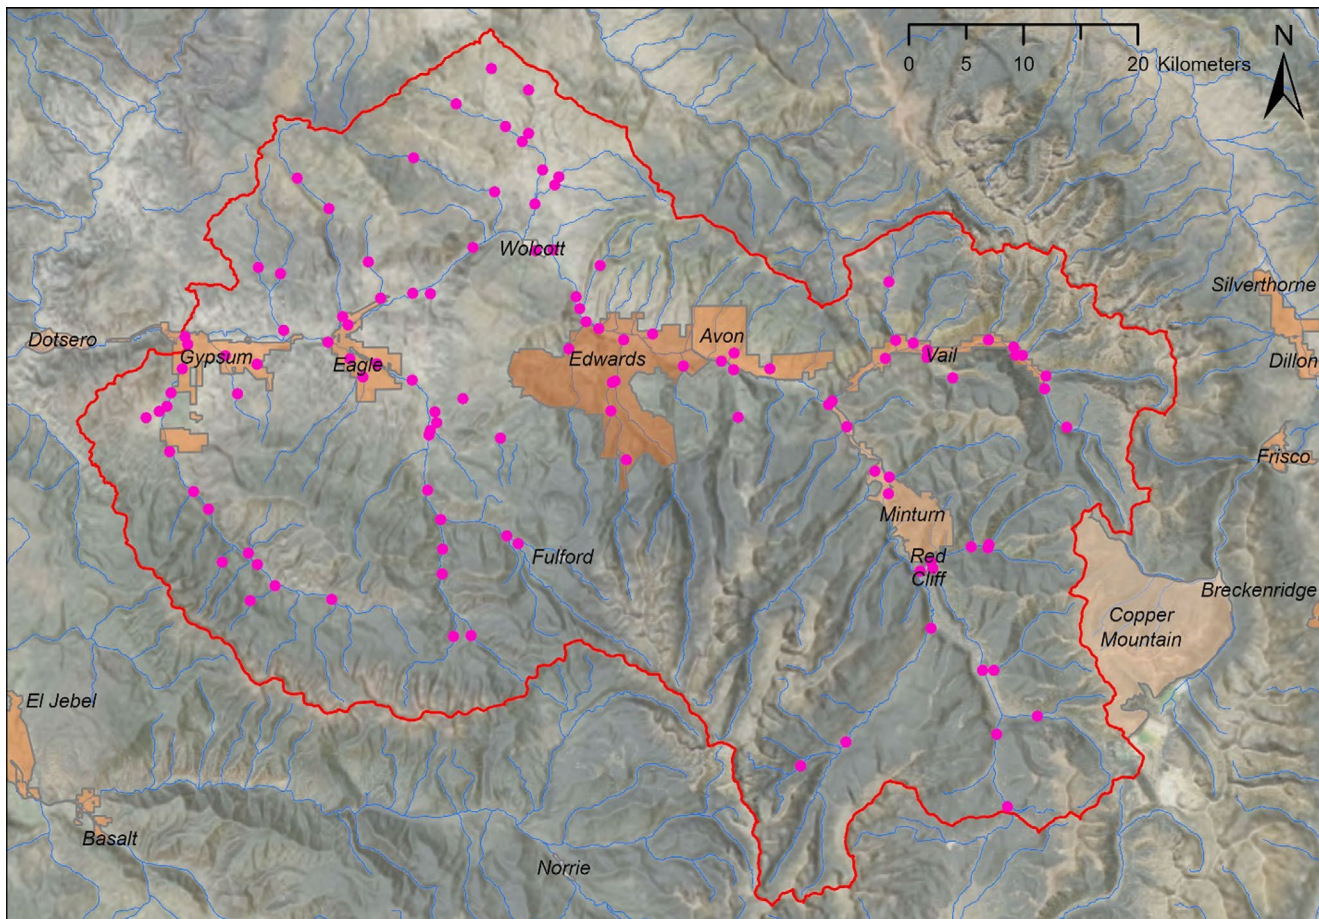 N
0 5 10 20 Kilometers
Wolcott
Silverthorne
Dotsero
Gypsum
Eagle
Edwards
Avon
Vail
Dillon
Frisco
Minturn
Fulford
Red
Cliff
Breckenridge
Copper
Mountain
El Jebel
Basalt
Norrie